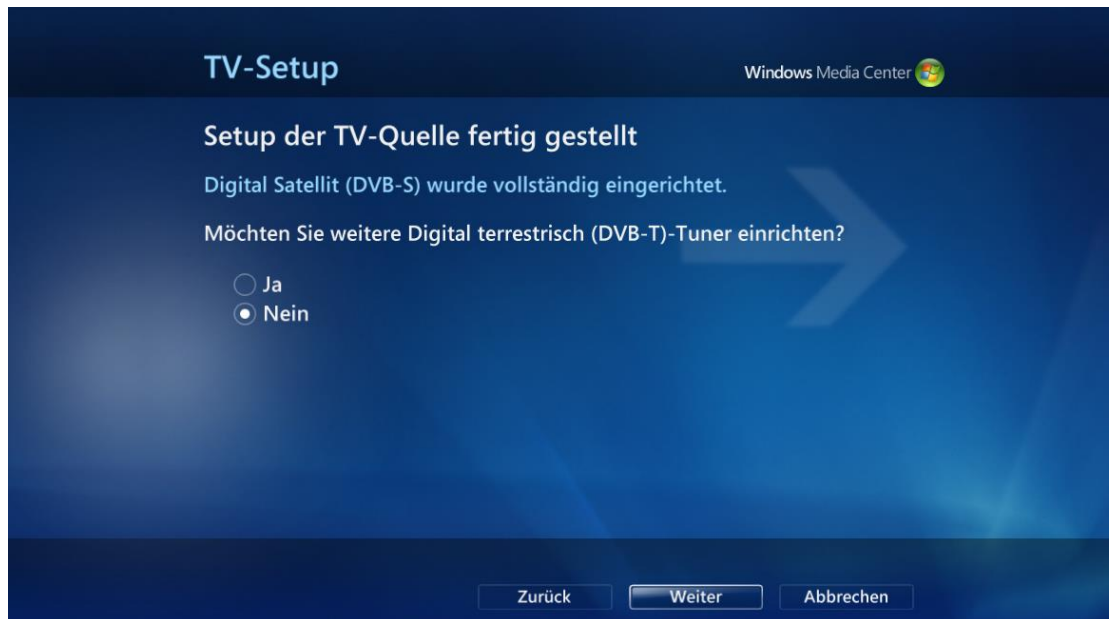 TV-Setup
Windows Media Center
Setup der TV-Quelle fertig gestellt
Digital Satellit (DVB-S) wurde vollständig eingerichtet.
Möchten Sie weitere Digital terrestrisch (DVB-T)-Tuner einrichten?
Ja
Nein
Zurück
Weiter
Abbrechen